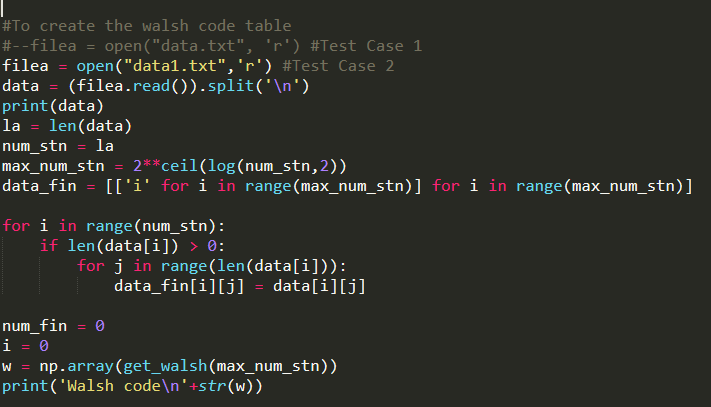 #To create the walsh code table
#--filea = open("data.txt", 'r') #Test Case 1
filea = open("data1.txt",'r') #Test Case 2
data = (filea.read()).split('\n')
print(data)
la = len(data)
num_stn = la
max_num_stn = 2**ceil(log(num_stn,2))
data_fin = [['i' for i in range(max_num_stn)] for i in range(max_num_stn)]
for i in range(num_stn):
    if len(data[i]) > 0:
        for j in range(len(data[i])):
            data_fin[i][j] = data[i][j]
num_fin = 0
i = 0
w = np.array(get_walsh(max_num_stn))
print('Walsh code\n'+str(w))